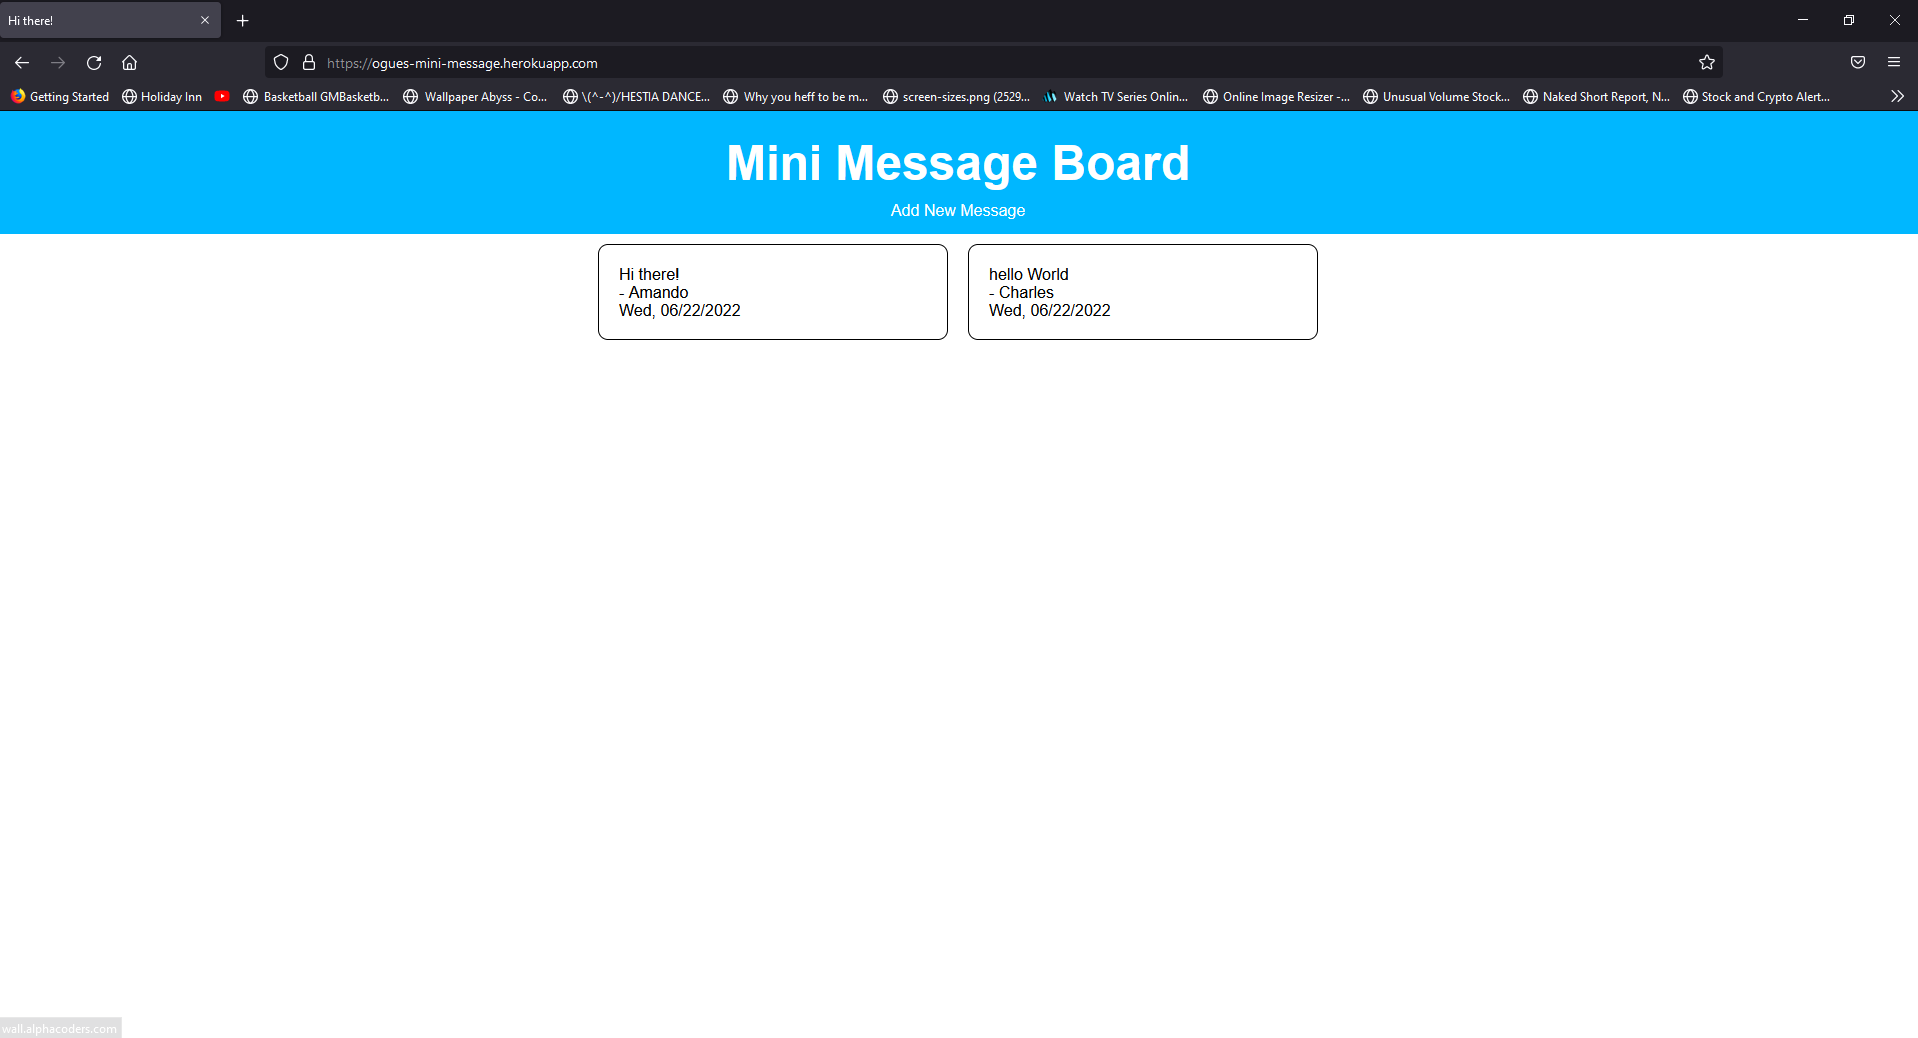 Hi there!
https://ogues-mini-message.herokuapp.com
Getting Started Holiday Inn Basketball GMBasketb... Wallpaper Abyss - Co... \(^-^)/HESTIA DANCE... Why you heff to be m... screen-sizes.png (2529... Watch TV Series Onlin... Online Image Resizer -... Unusual Volume Stock... Naked Short Report, N... Stock and Crypto Alert...
Mini Message Board
Add New Message
Hi there!
- Amando
Wed, 06/22/2022
hello World
- Charles
Wed, 06/22/2022
wall.alphacoders.com